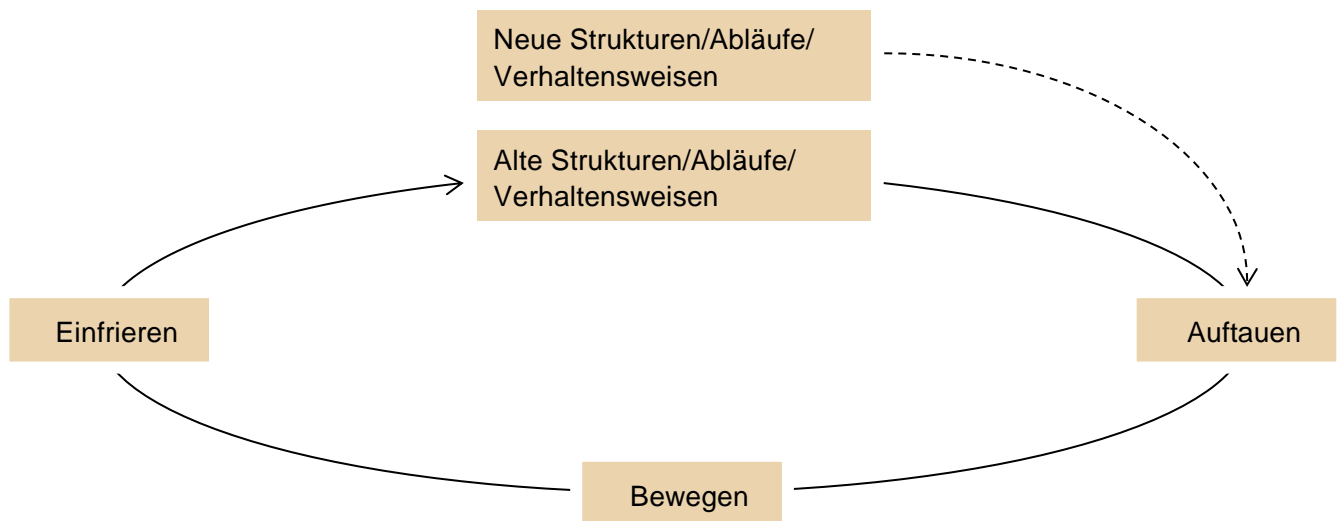 Neue Strukturen/Abläufe/
Verhaltensweisen
Alte Strukturen/Abläufe/
Verhaltensweisen
Einfrieren
Auftauen
Bewegen